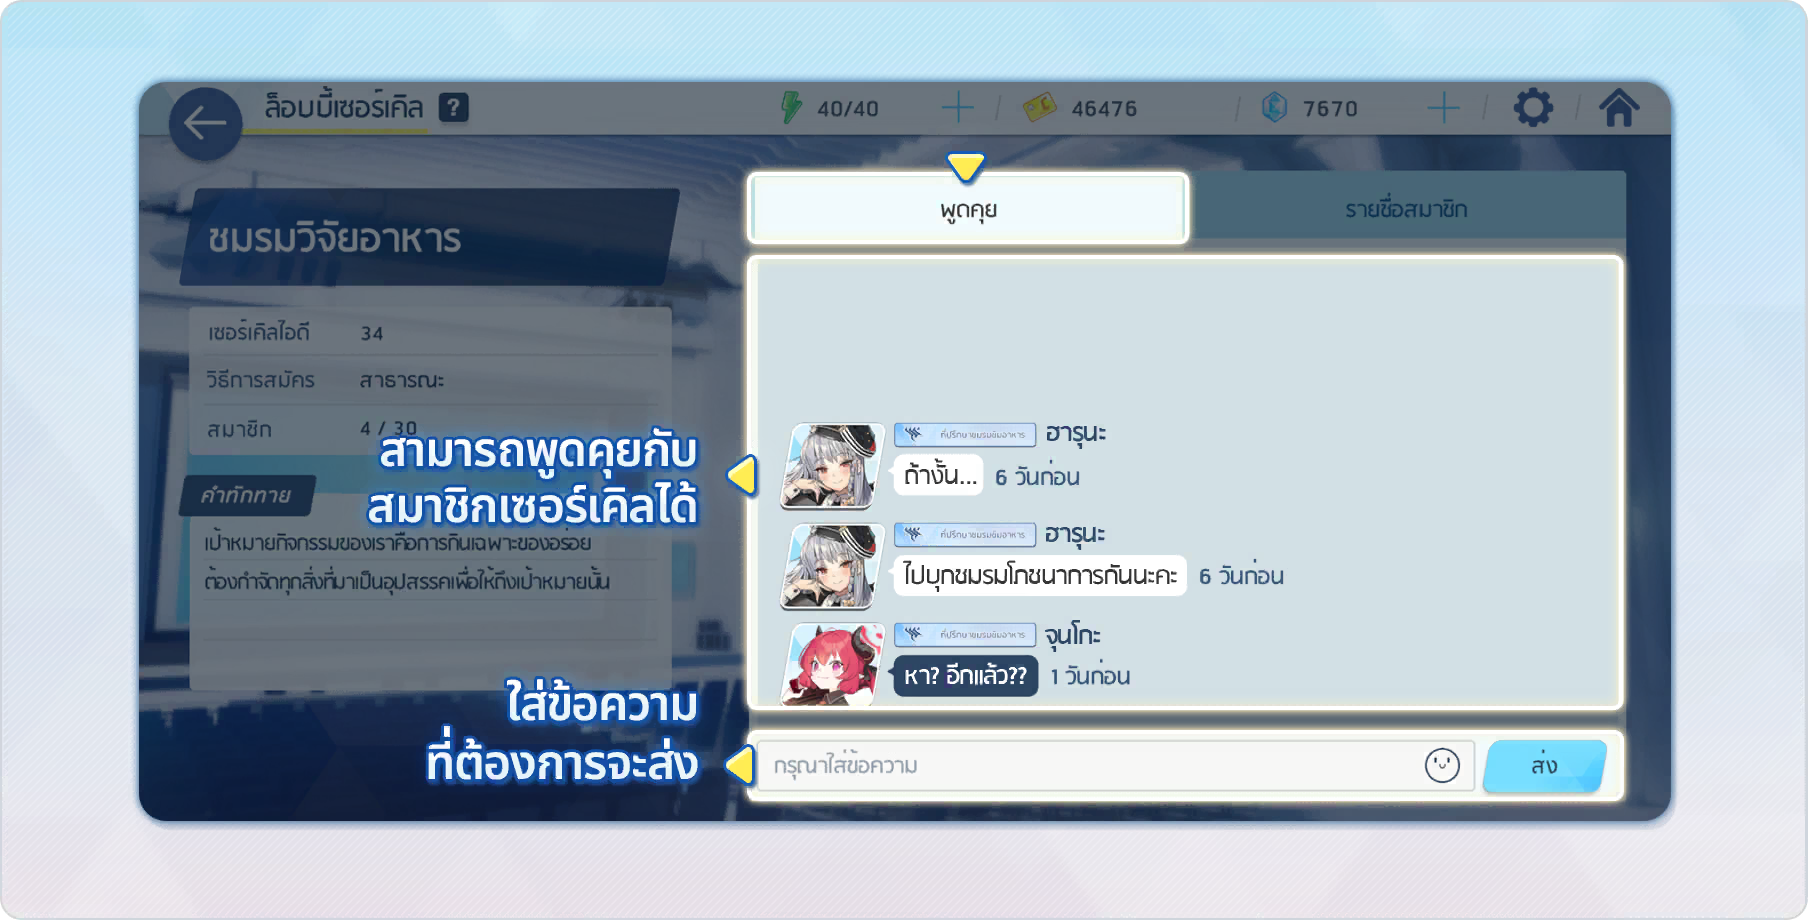 ล็อบบี้เซอร์เคิล ?
40/40
46476
7670
ชมรมวิจัยอาหาร
เซอร์เคิลไอดี 34
วิธีการสมัคร สาธารณะ
สมาชิก 4 / 30
คำทักทาย
เป้าหมายกิจกรรมของเราคือการกินเฉพาะของอร่อย
ต้องกำจัดทุกสิ่งที่มาเป็นอุปสรรคเพื่อให้ถึงเป้าหมายนั้น
สามารถพูดคุยกับ
สมาชิกเซอร์เคิลได้
ใส่ข้อความ
ที่ต้องการจะส่ง
พูดคุย
รายชื่อสมาชิก
ฮารุนะ
ถ้างั้น... 6 วันก่อน
ฮารุนะ
ไปบุกชมรมโภชนาการกันนะคะ 6 วันก่อน
จุนโกะ
หา? อีกแล้ว?? 1 วันก่อน
กรุณาใส่ข้อความ
ส่ง